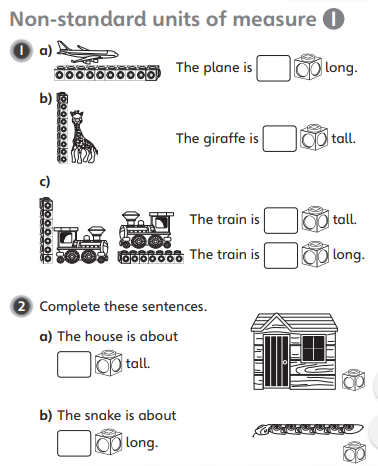 Non-standard units of measure 1
1 a)
The plane is long.
b)
The giraffe is tall.
c)
The train is tall.
The train is long.
2 Complete these sentences.
a) The house is about
tall.
b) The snake is about
long.